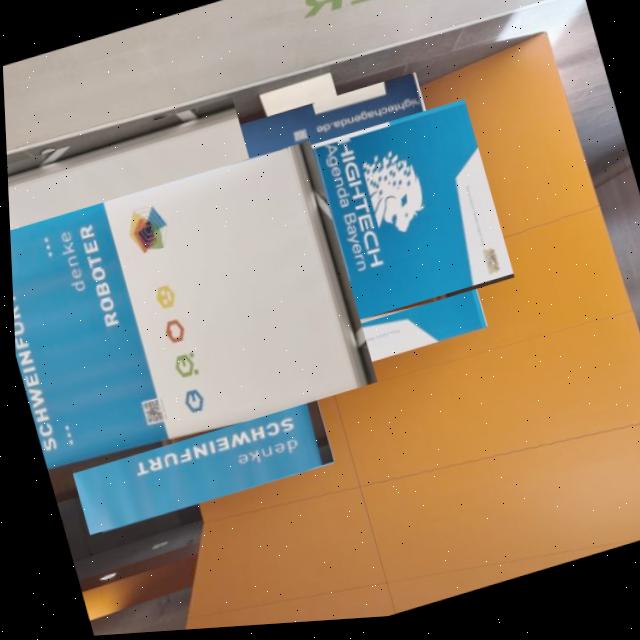 hightechagenda.de
HIGHTECH
Agenda Bayern
denke
ROBOTER
...
SCHWEINFURT
...
denke
SCHWEINFURT